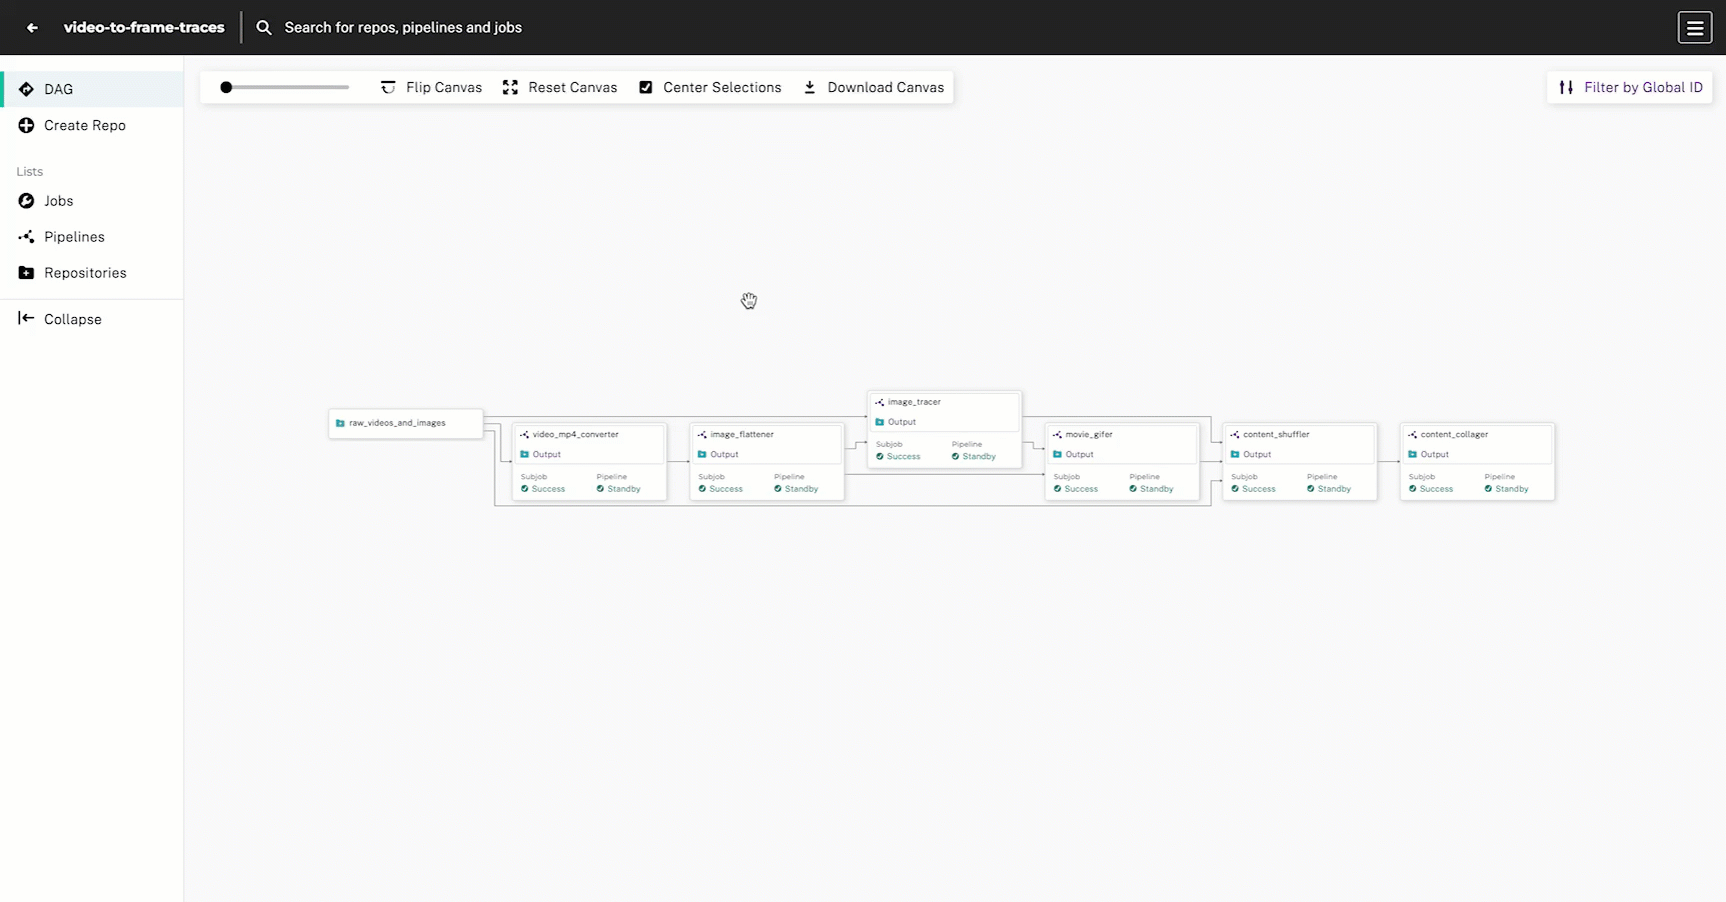 video-to-frame-traces
Search for repos, pipelines and jobs
DAG
Create Repo
Lists
Jobs
Pipelines
Repositories
Collapse
Flip Canvas
Reset Canvas
Center Selections
Download Canvas
Filter by Global ID
raw_videos_and_images
video_mp4_converter
Output
Subjob Pipeline
Success Standby
image_flattener
Output
Subjob Pipeline
Success Standby
image_tracer
Output
Subjob Pipeline
Success Standby
movie_gifer
Output
Subjob Pipeline
Success Standby
content_shuffler
Output
Subjob Pipeline
Success Standby
content_collager
Output
Subjob Pipeline
Success Standby